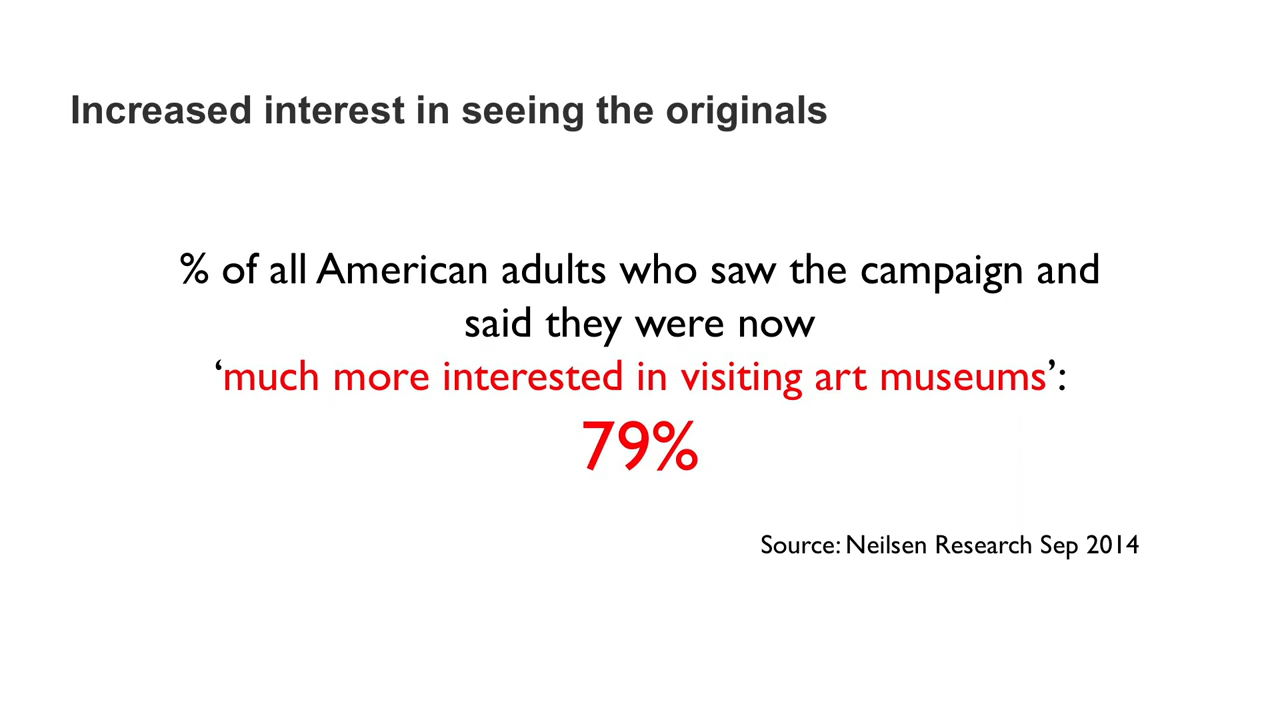 Increased interest in seeing the originals
% of all American adults who saw the campaign and
said they were now
‘much more interested in visiting art museums’:
79%
Source: Neilsen Research Sep 2014